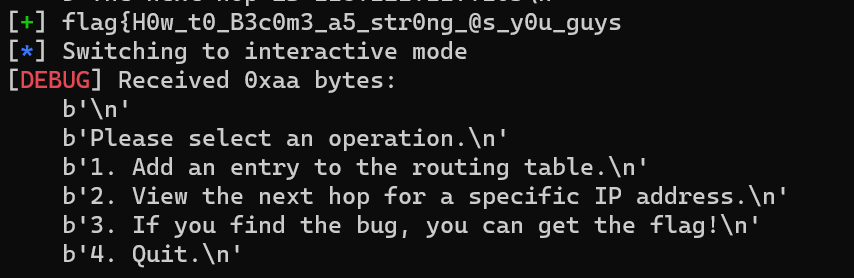 [+] flag{H0w_t0_B3c0m3_a5_str0ng_@s_y0u_guys
[*] Switching to interactive mode
[DEBUG] Received 0xaa bytes:
    b'\n'
    b'Please select an operation.\n'
    b'1. Add an entry to the routing table.\n'
    b'2. View the next hop for a specific IP address.\n'
    b'3. If you find the bug, you can get the flag!\n'
    b'4. Quit.\n'